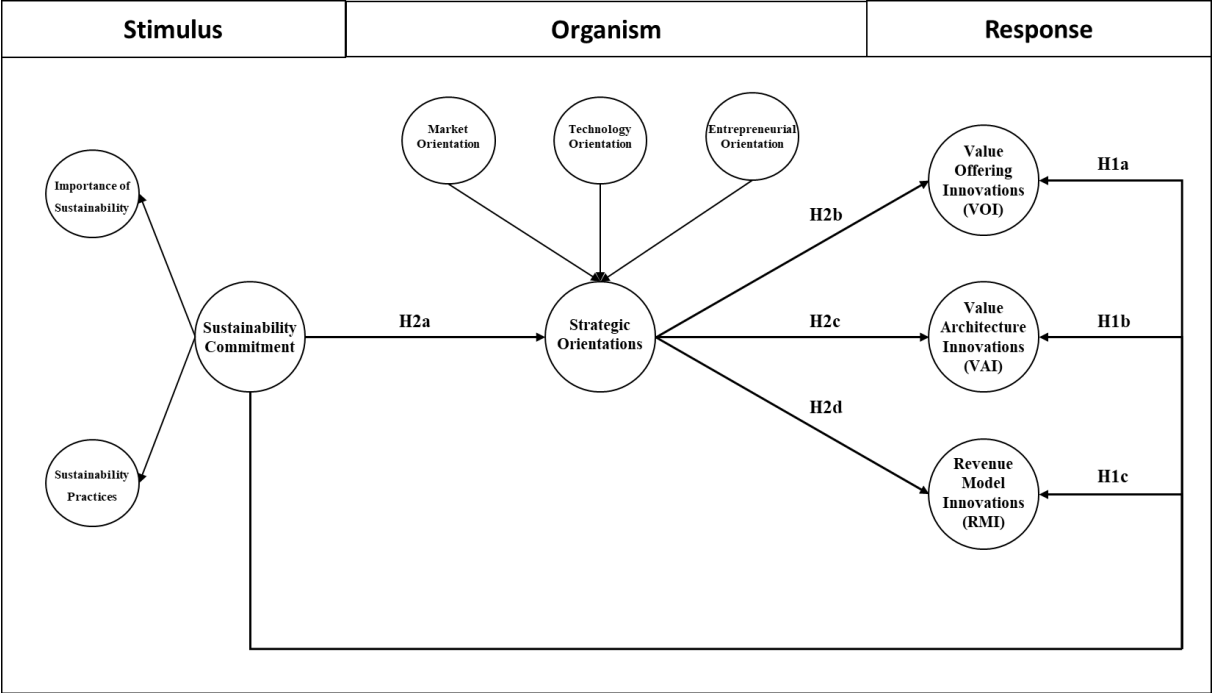 Stimulus
Organism
Response
Market
Orientation
Technology
Orientation
Entrepreneurial
Orientation
Importance of
Sustainability
Sustainability
Commitment
Sustainability
Practices
H2a
Strategic
Orientations
H2b
H2c
H2d
Value
Offering
Innovations
(VOI)
H1a
Value
Architecture
Innovations
(VAI)
H1b
Revenue
Model
Innovations
(RMI)
H1c